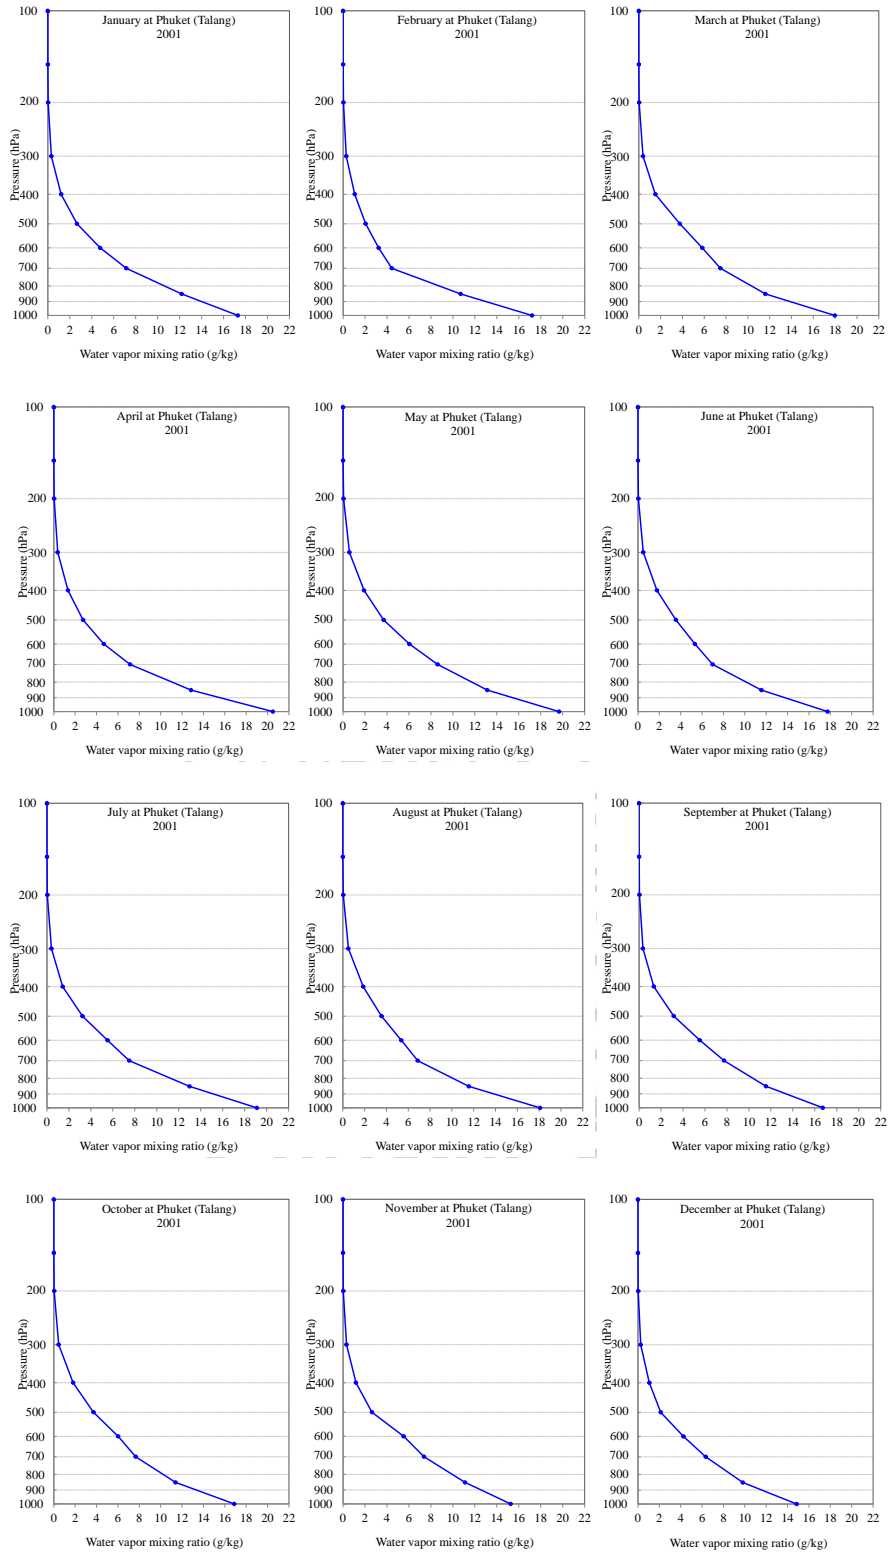 January at Phuket (Talang)
2001
Pressure (hPa)
100
200
300
400
500
600
700
800
900
1000
0 2 4 6 8 10 12 14 16 18 20 22
Water vapor mixing ratio (g/kg)
February at Phuket (Talang)
2001
Pressure (hPa)
100
200
300
400
500
600
700
800
900
1000
0 2 4 6 8 10 12 14 16 18 20 22
Water vapor mixing ratio (g/kg)
March at Phuket (Talang)
2001
Pressure (hPa)
100
200
300
400
500
600
700
800
900
1000
0 2 4 6 8 10 12 14 16 18 20 22
Water vapor mixing ratio (g/kg)
April at Phuket (Talang)
2001
Pressure (hPa)
100
200
300
400
500
600
700
800
900
1000
0 2 4 6 8 10 12 14 16 18 20 22
Water vapor mixing ratio (g/kg)
May at Phuket (Talang)
2001
Pressure (hPa)
100
200
300
400
500
600
700
800
900
1000
0 2 4 6 8 10 12 14 16 18 20 22
Water vapor mixing ratio (g/kg)
June at Phuket (Talang)
2001
Pressure (hPa)
100
200
300
400
500
600
700
800
900
1000
0 2 4 6 8 10 12 14 16 18 20 22
Water vapor mixing ratio (g/kg)
July at Phuket (Talang)
2001
Pressure (hPa)
100
200
300
400
500
600
700
800
900
1000
0 2 4 6 8 10 12 14 16 18 20 22
Water vapor mixing ratio (g/kg)
August at Phuket (Talang)
2001
Pressure (hPa)
100
200
300
400
500
600
700
800
900
1000
0 2 4 6 8 10 12 14 16 18 20 22
Water vapor mixing ratio (g/kg)
September at Phuket (Talang)
2001
Pressure (hPa)
100
200
300
400
500
600
700
800
900
1000
0 2 4 6 8 10 12 14 16 18 20 22
Water vapor mixing ratio (g/kg)
October at Phuket (Talang)
2001
Pressure (hPa)
100
200
300
400
500
600
700
800
900
1000
0 2 4 6 8 10 12 14 16 18 20 22
Water vapor mixing ratio (g/kg)
November at Phuket (Talang)
2001
Pressure (hPa)
100
200
300
400
500
600
700
800
900
1000
0 2 4 6 8 10 12 14 16 18 20 22
Water vapor mixing ratio (g/kg)
December at Phuket (Talang)
2001
Pressure (hPa)
100
200
300
400
500
600
700
800
900
1000
0 2 4 6 8 10 12 14 16 18 20 22
Water vapor mixing ratio (g/kg)